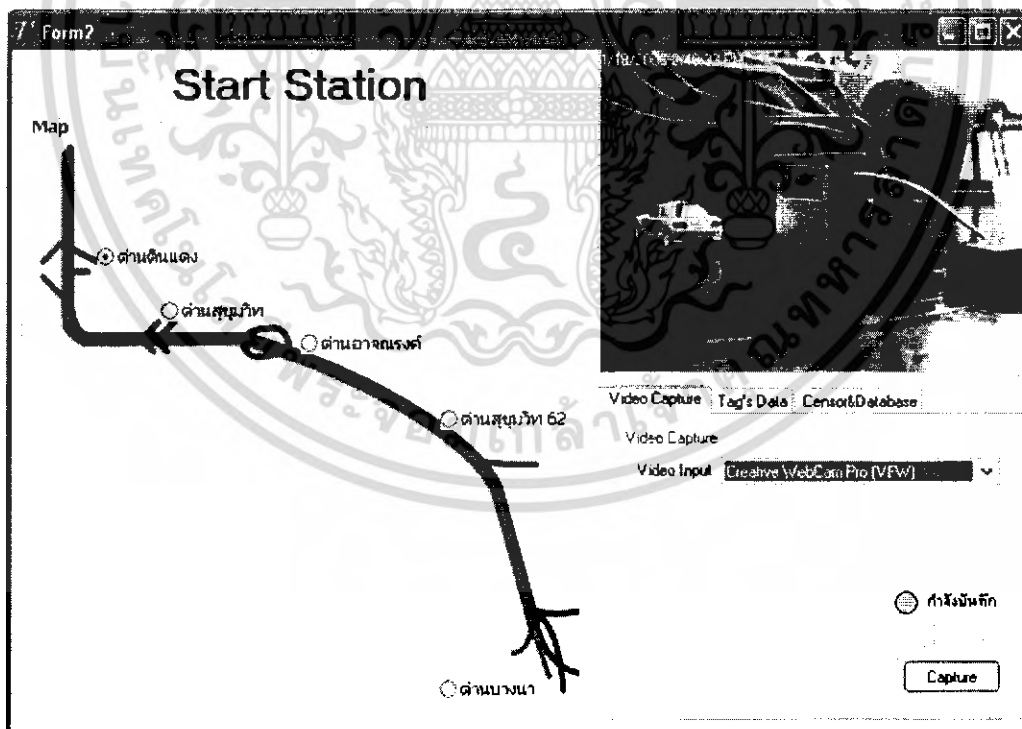 Form2
Start Station
Map
ด่านดินแดง
ด่านสุขุมวิท
ด่านอาจณรงค์
ด่านสุขุมวิท 62
ด่านบางนา
Video Capture
Tag's Data
Censor&Database
Video Capture
Video Input
Creative WebCam Pro (VFW)
กำลังบันทึก
Capture